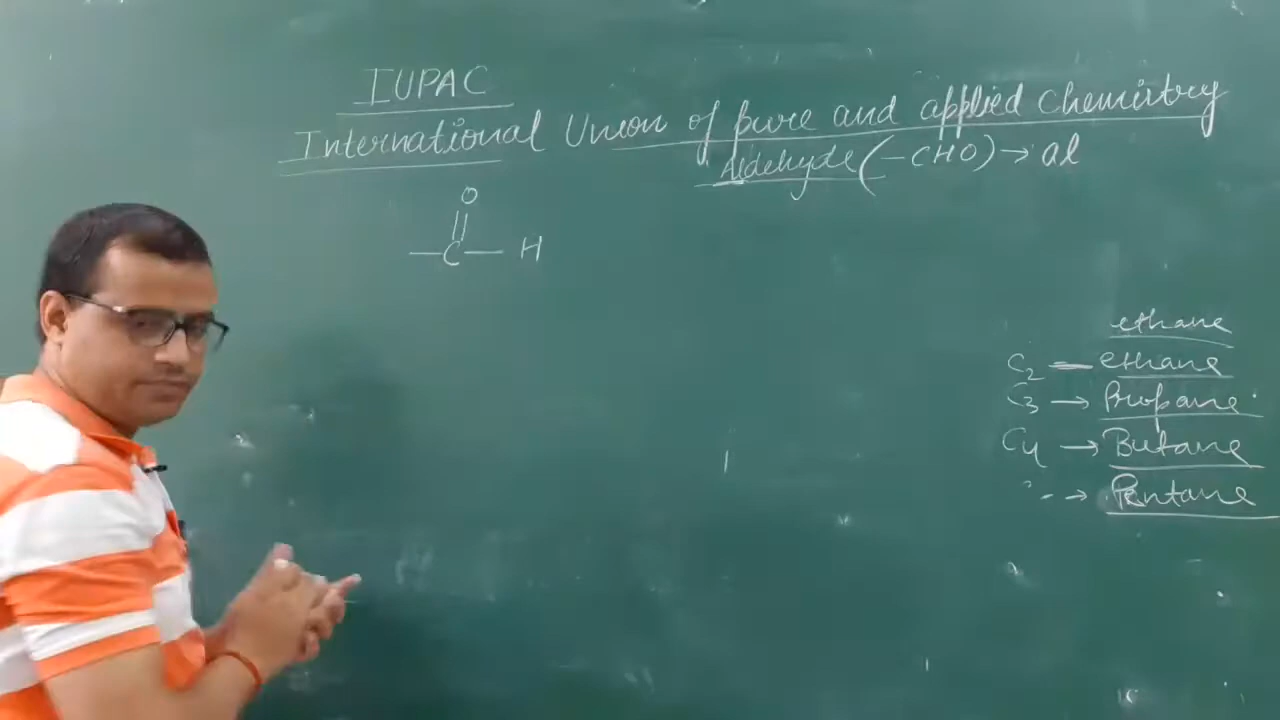 IUPAC
International Union of pure and applied Chemistry
Aldehyde (-CHO) → al
O
-C-H
ethane
C2 — ethane
C3 → Propane
C4 → Butane
→ Pentane